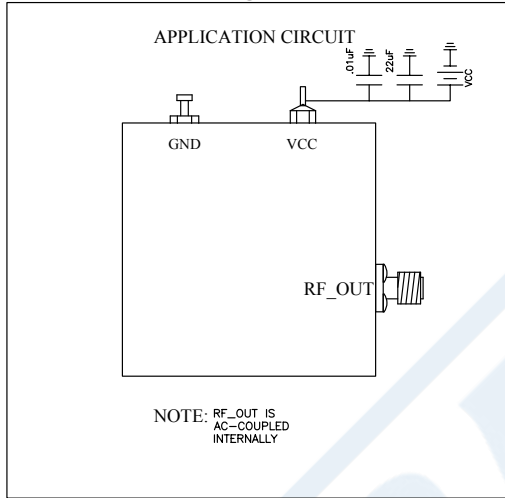 APPLICATION CIRCUIT
.01uF
22uF
VCC
GND
VCC
RF_OUT
NOTE: RF_OUT IS
AC-COUPLED
INTERNALLY